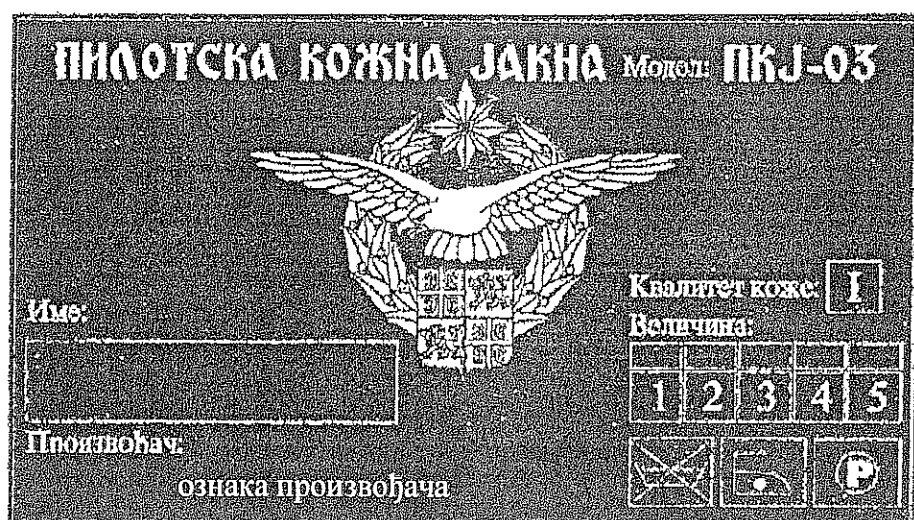 ПИЛОТСКА КОЖНА ЈАКНА Модел: ПКЈ-03
Квалитет коже: I
Име:
Величина:
1 2 3 4 5
Произвођач:
ознака произвођача
P